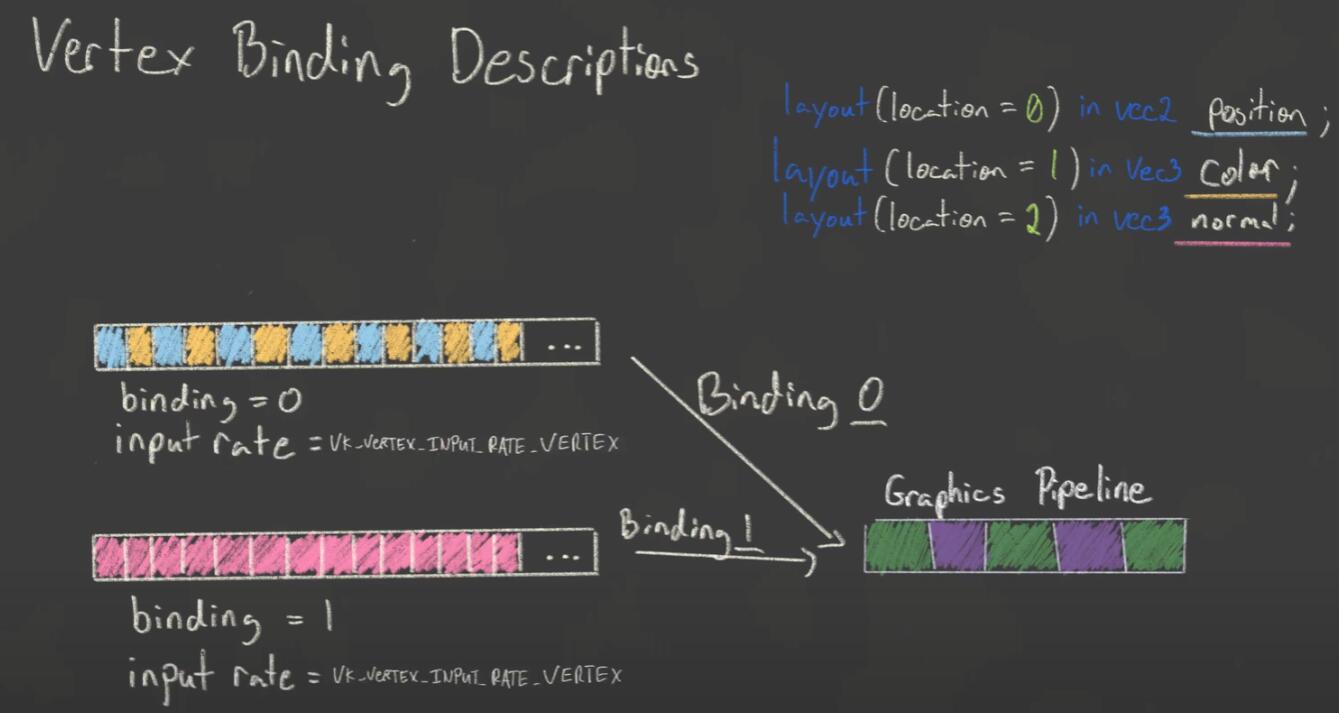 Vertex Binding Descriptions
layout (location = 0) in vec2 position;
layout (location = 1) in vec3 color;
layout (location = 2) in vec3 normal;
...
binding = 0
input rate = VK_VERTEX_INPUT_RATE_VERTEX
Binding 0
Graphics Pipeline
...
Binding 1
binding = 1
input rate = VK_VERTEX_INPUT_RATE_VERTEX